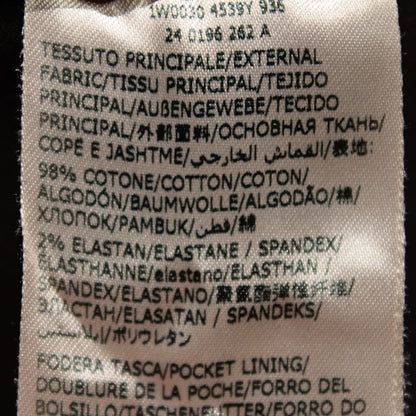 1W0030 4539Y 936
24 0196 262 A
TESSUTO PRINCIPALE/EXTERNAL
FABRIC/TISSU PRINCIPAL/TEJIDO
PRINCIPAL/AUßENGEWEBE/TECIDO
PRINCIPAL/外部面料/ОСНОВНАЯ ТКАНЬ/
COPË E JASHTME/القماش الخارجي/表地:
98% COTONE/COTTON/COTON/
ALGODÓN/BAUMWOLLE/ALGODÃO/棉/
ХЛОПОК/PAMBUK/قطن/綿
2% ELASTAN/ELASTANE / SPANDEX/
ELASTHANNE/elastano/ELASTHAN /
SPANDEX/ELASTANO/聚氨酯弹性纤维/
ЭЛАСТАН/ELASATAN / SPANDEKS/
إيلاستين/ポリウレタン
FODERA TASCA/POCKET LINING/
DOUBLURE DE LA POCHE/FORRO DEL
BOLSILLO/TASCHENFUTTER/FORRO DO